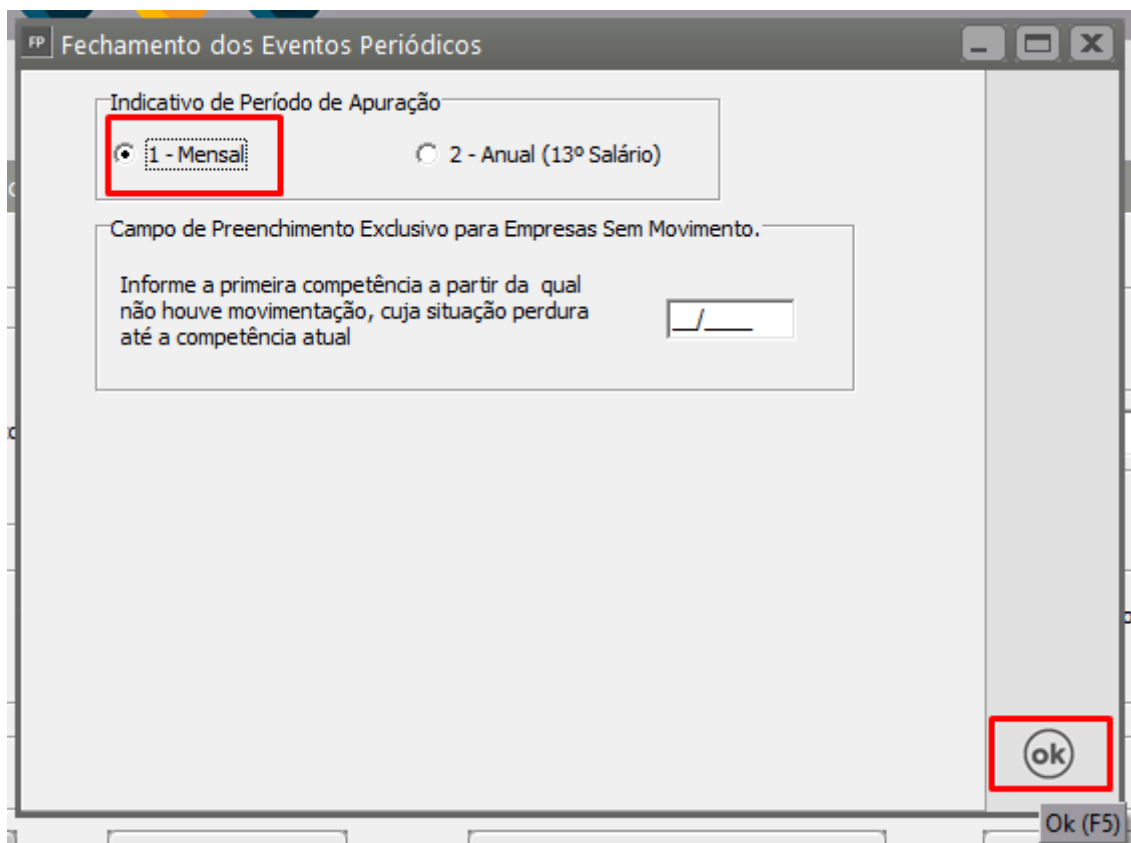 FP Fechamento dos Eventos Periódicos
Indicativo de Período de Apuração
1 - Mensal 2 - Anual (13º Salário)
Campo de Preenchimento Exclusivo para Empresas Sem Movimento.
Informe a primeira competência a partir da qual
não houve movimentação, cuja situação perdura
até a competência atual
__/____
ok
Ok (F5)